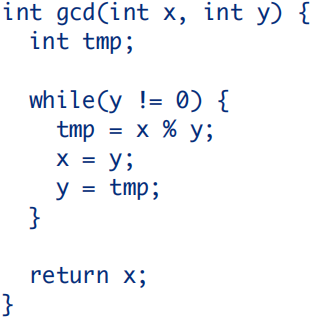 int gcd(int x, int y) {
  int tmp;

  while(y != 0) {
    tmp = x % y;
    x = y;
    y = tmp;
  }

  return x;
}